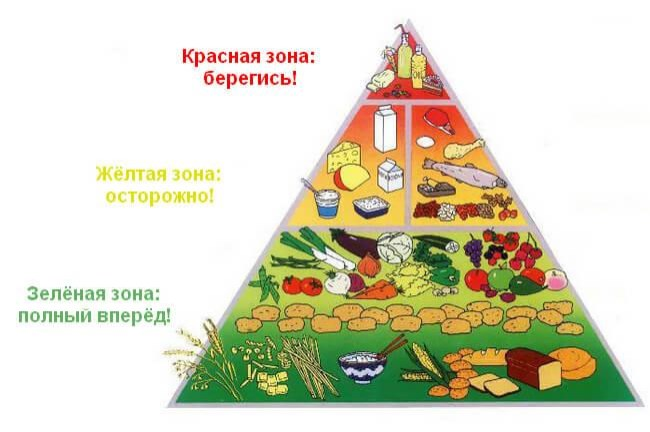 Красная зона:
берегись!
Жёлтая зона:
осторожно!
Зелёная зона:
полный вперёд!